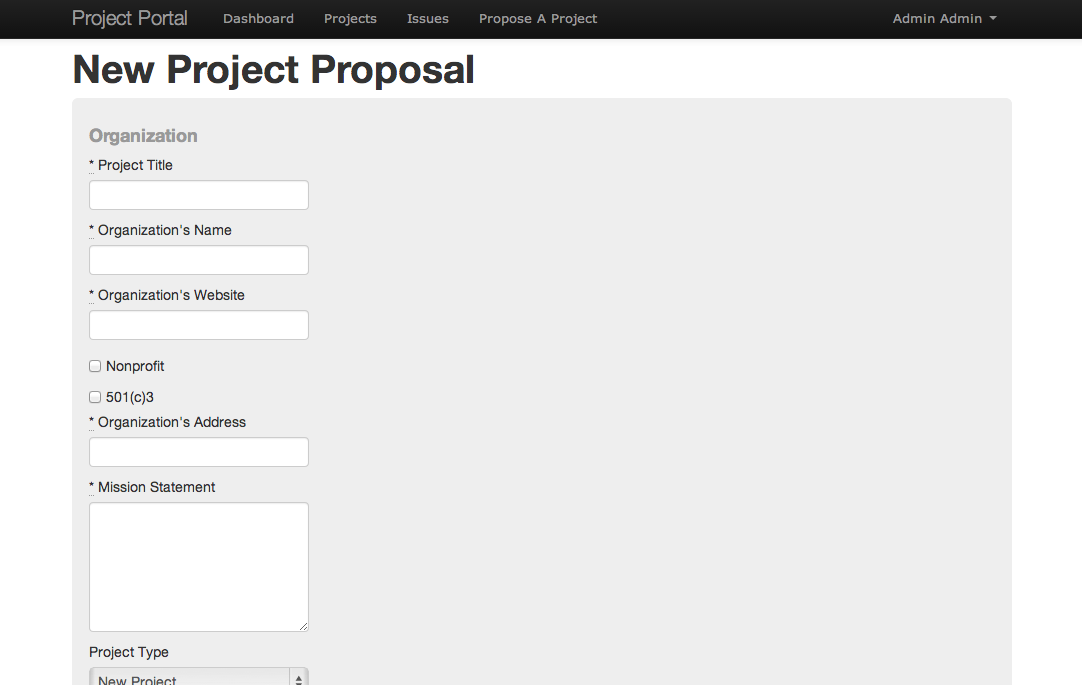 Project Portal Dashboard Projects Issues Propose A Project Admin Admin
New Project Proposal
Organization
* Project Title
* Organization's Name
* Organization's Website
Nonprofit
501(c)3
* Organization's Address
* Mission Statement
Project Type
New Project